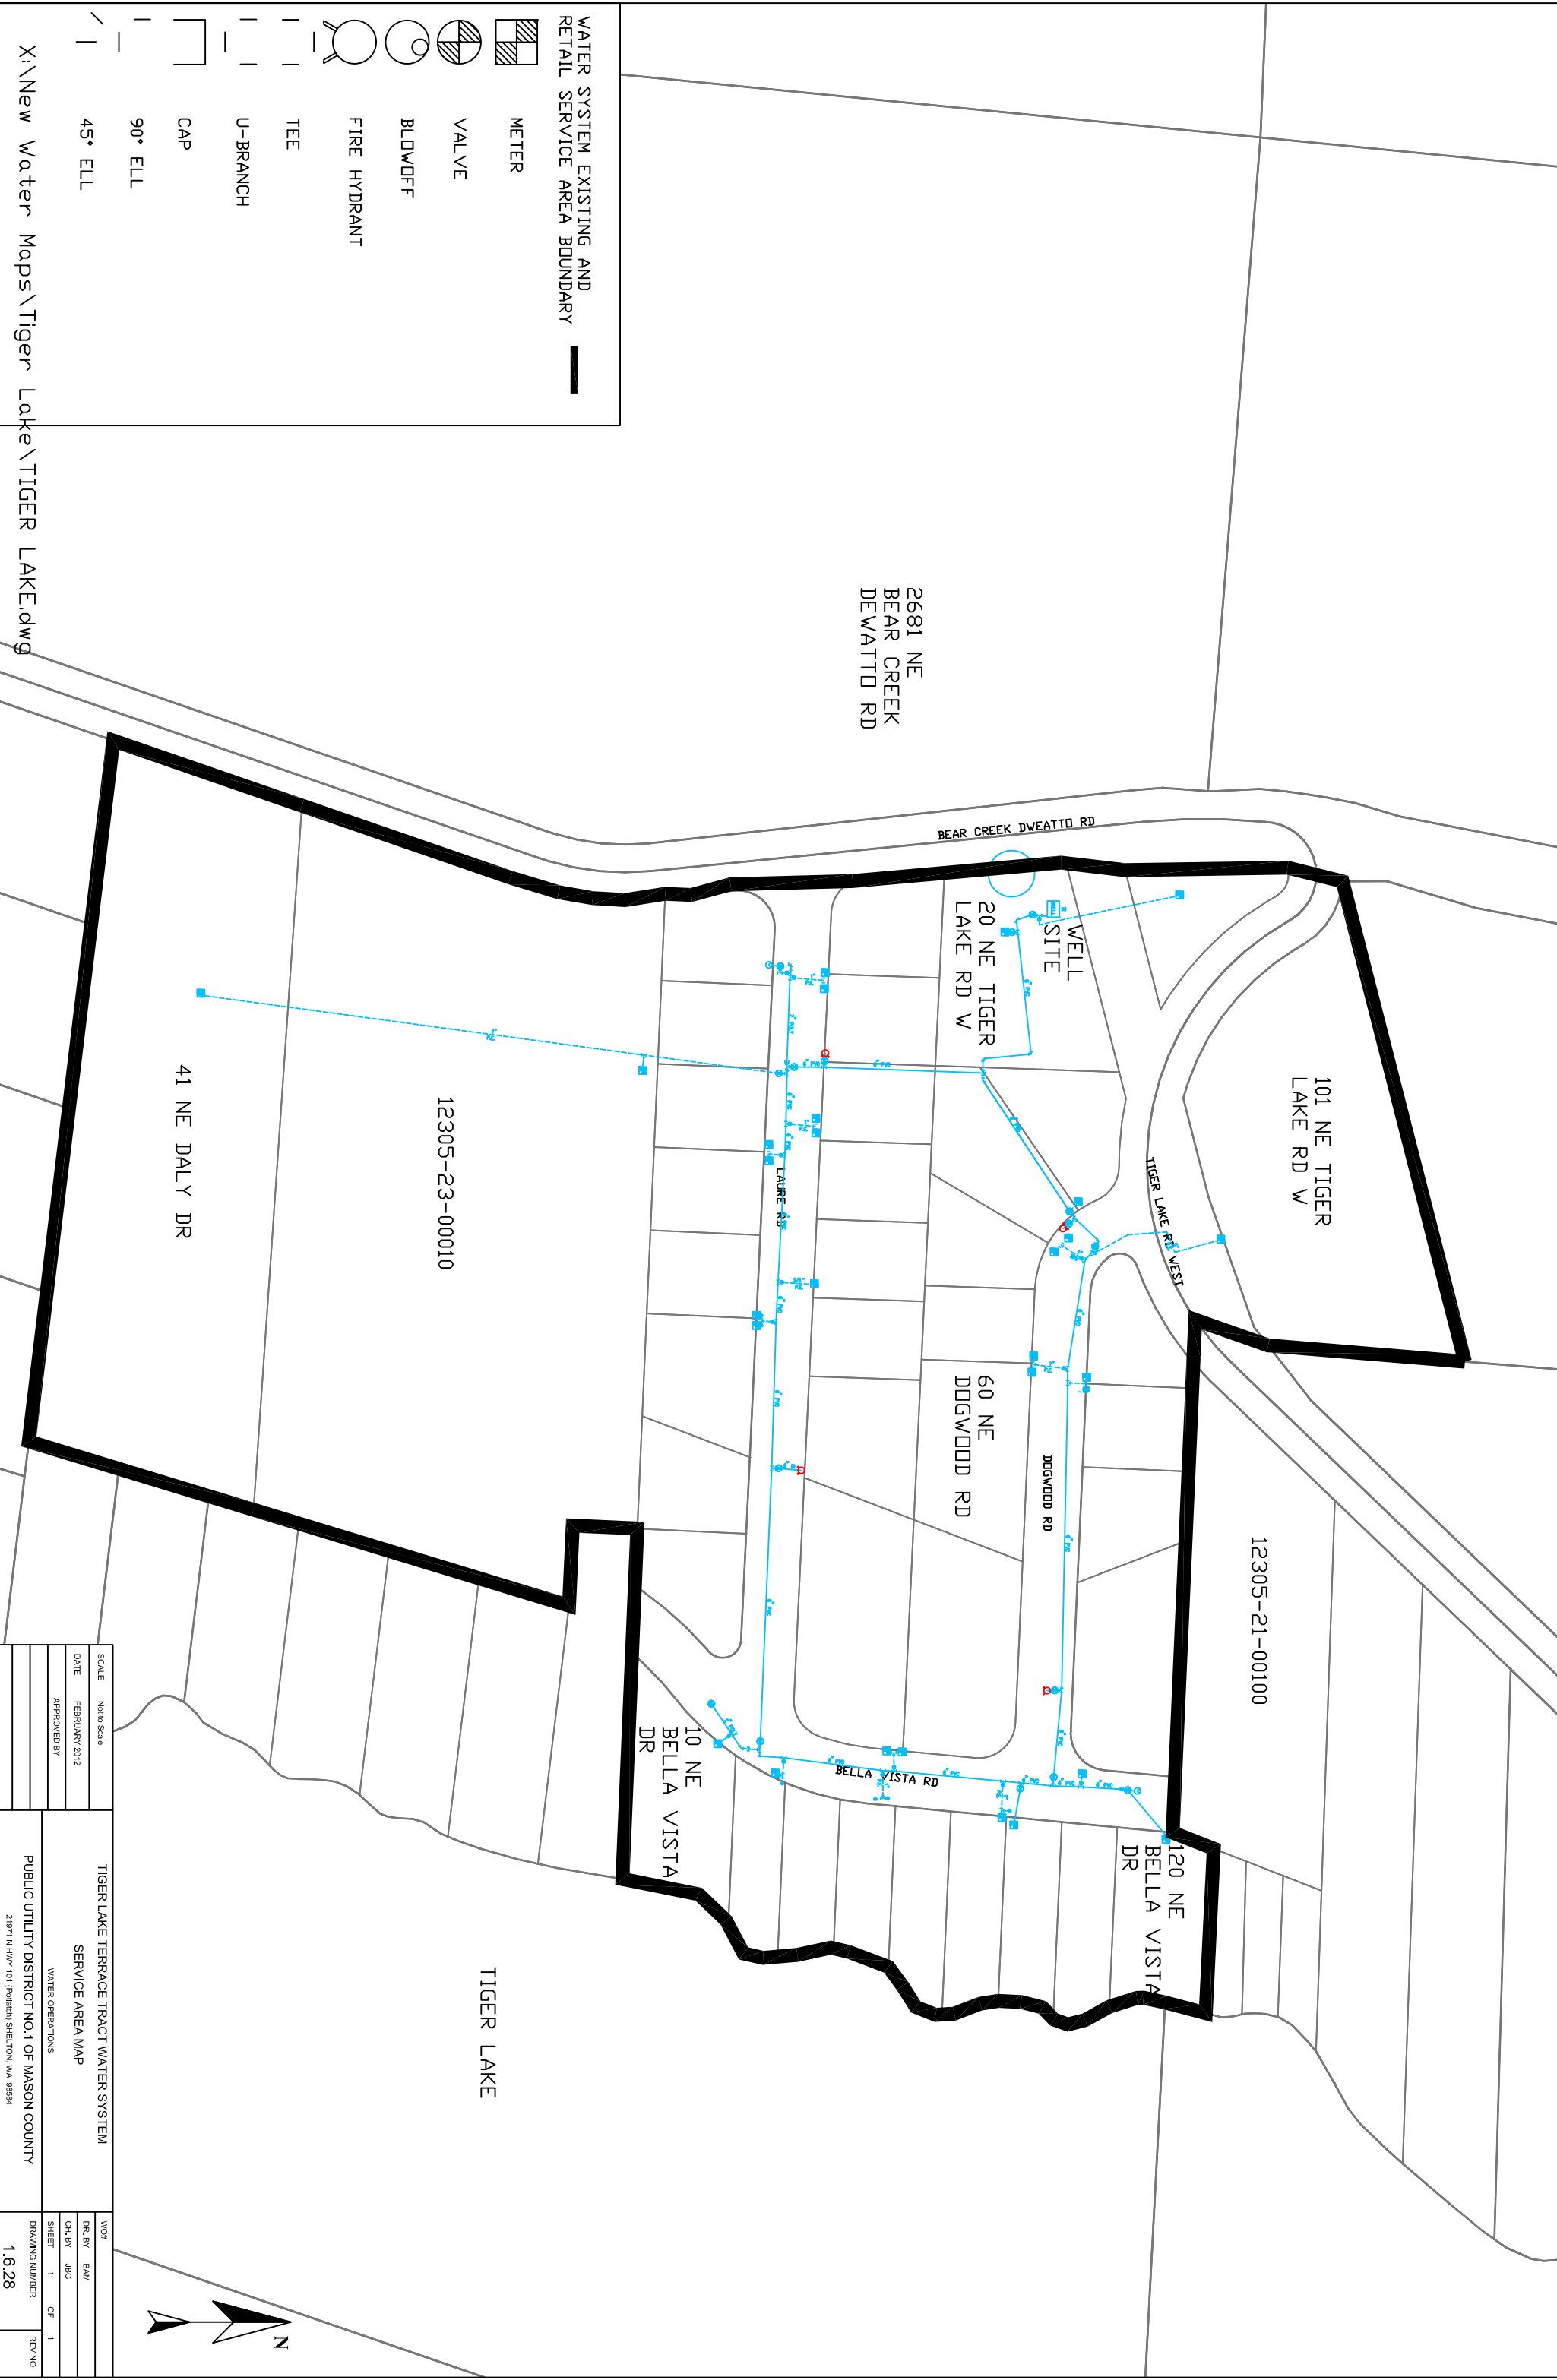 WATER SYSTEM EXISTING AND
RETAIL SERVICE AREA BOUNDARY
METER
VALVE
BLOWOFF
FIRE HYDRANT
TEE
U-BRANCH
CAP
90° ELL
45° ELL
X:\New Water Maps\Tiger Lake\TIGER LAKE.dwg
2681 NE
BEAR CREEK
DEWATTO RD
BEAR CREEK DWEATTO RD
101 NE TIGER
LAKE RD W
TIGER LAKE RD WEST
WELL
SITE
WELL
20 NE TIGER
LAKE RD W
12305-21-00100
60 NE
DOGWOOD RD
DOGWOOD RD
LAURE RD
12305-23-00010
41 NE DALY DR
BELLA VISTA RD
120 NE
BELLA VISTA
DR
10 NE
BELLA VISTA
DR
TIGER LAKE
N
SCALE Not to Scale
DATE FEBRUARY 2012
APPROVED BY
TIGER LAKE TERRACE TRACT WATER SYSTEM
SERVICE AREA MAP
WATER OPERATIONS
PUBLIC UTILITY DISTRICT NO.1 OF MASON COUNTY
21971 N HWY 101 (Potlatch) SHELTON, WA 98584
WO#
DR. BY BAM
CH. BY JBG
SHEET 1 OF 1
DRAWING NUMBER
1.6.28
REV NO